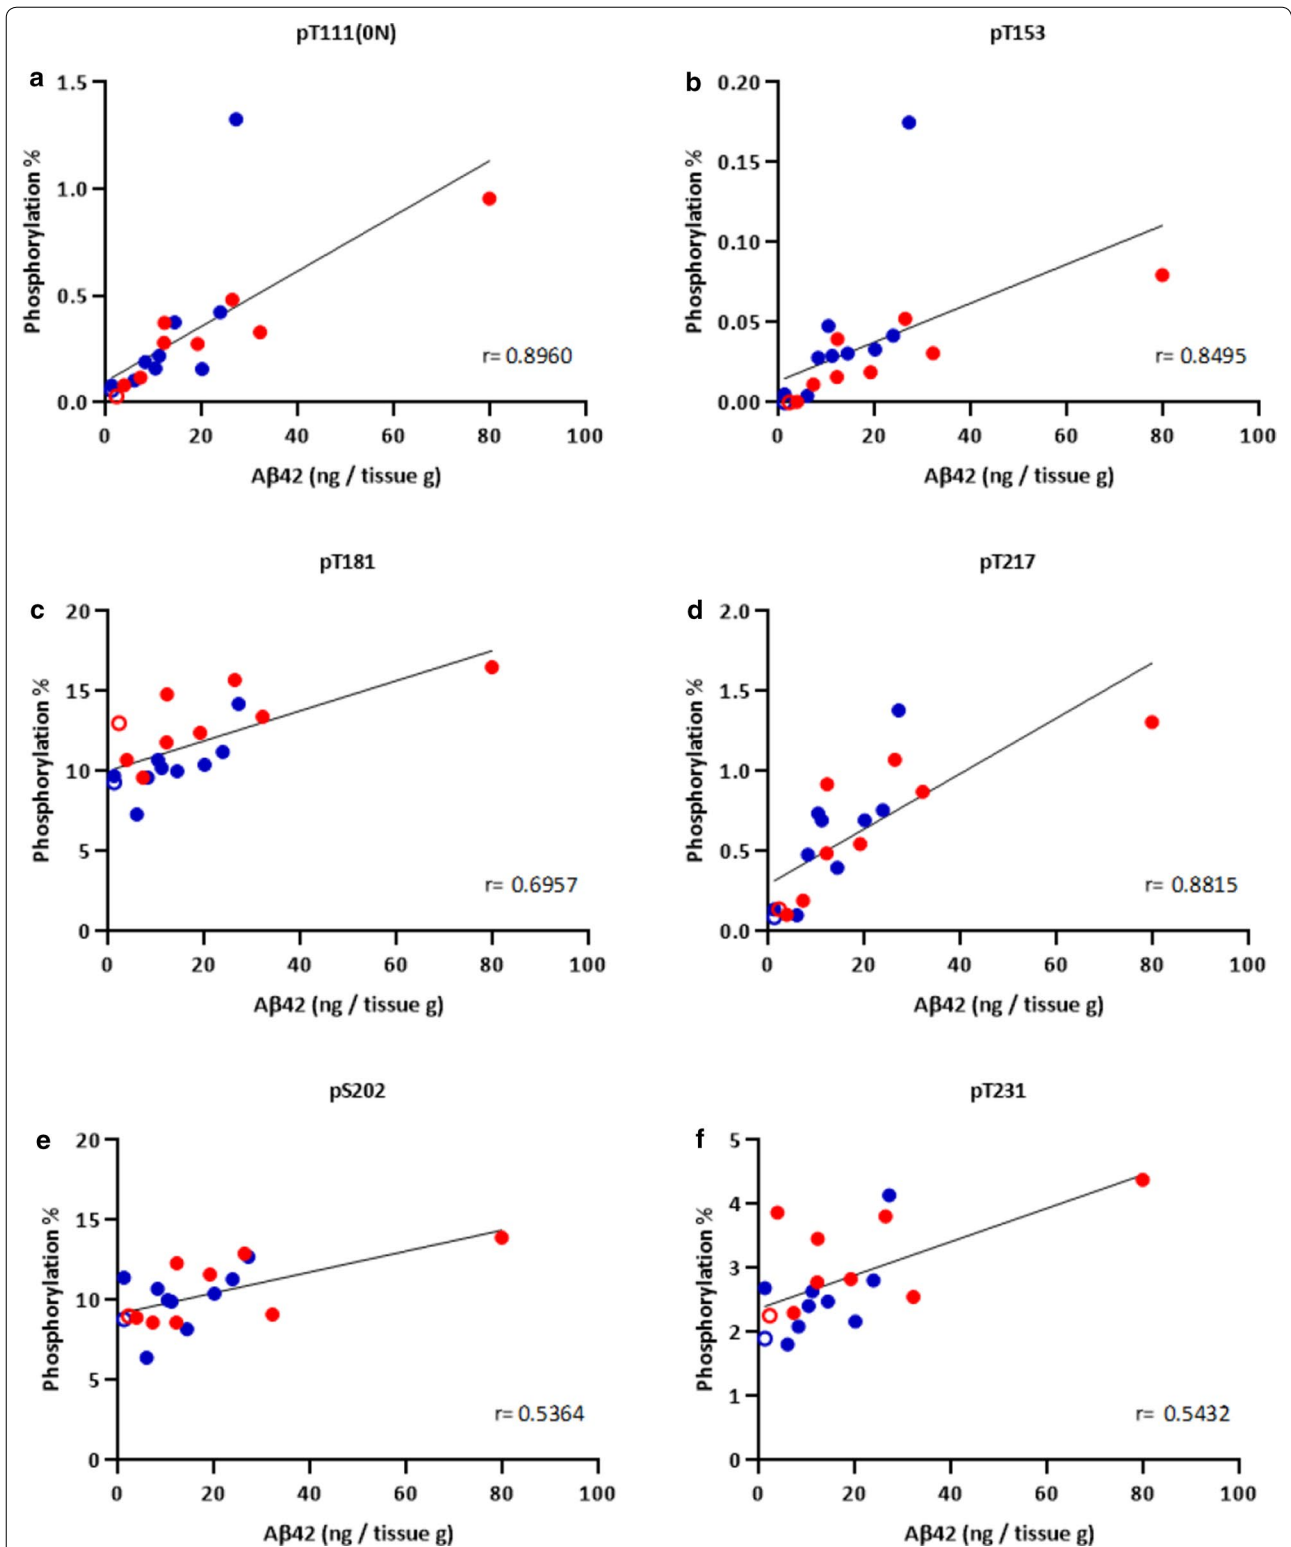 pT111(0N)
a
Phosphorylation %
1.5
1.0
0.5
0.0
r= 0.8960
0 20 40 60 80 100
Aβ42 (ng / tissue g)
pT153
b
Phosphorylation %
0.20
0.15
0.10
0.05
0.00
r= 0.8495
0 20 40 60 80 100
Aβ42 (ng / tissue g)
pT181
c
Phosphorylation %
20
15
10
5
0
r= 0.6957
0 20 40 60 80 100
Aβ42 (ng / tissue g)
pT217
d
Phosphorylation %
2.0
1.5
1.0
0.5
0.0
r= 0.8815
0 20 40 60 80 100
Aβ42 (ng / tissue g)
pS202
e
Phosphorylation %
20
15
10
5
0
r= 0.5364
0 20 40 60 80 100
Aβ42 (ng / tissue g)
pT231
f
Phosphorylation %
5
4
3
2
1
0
r= 0.5432
0 20 40 60 80 100
Aβ42 (ng / tissue g)